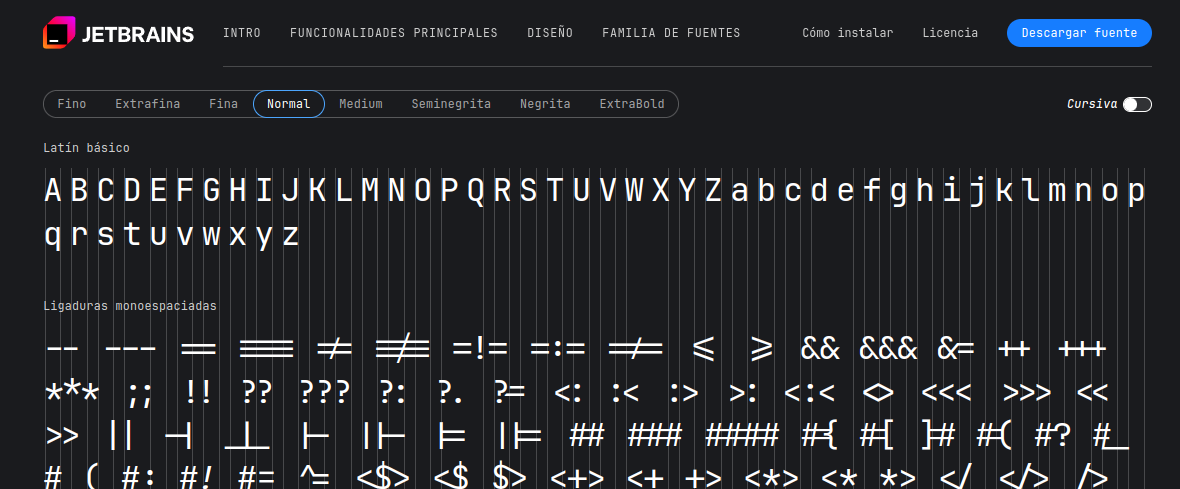 JETBRAINS INTRO FUNCIONALIDADES PRINCIPALES DISEÑO FAMILIA DE FUENTES Cómo instalar Licencia Descargar fuente
Fino Extrafina Fina Normal Medium Seminegrita Negrita ExtraBold Cursiva
Latín básico
A B C D E F G H I J K L M N O P Q R S T U V W X Y Z a b c d e f g h i j k l m n o p
q r s t u v w x y z
Ligaduras monoespaciadas
-- --- == === != !== =!= =:= =/= <= >= && &&& &= ++ +++
*** ;; !! ?? ??? ?: ?. ?= <: :< :> >: <:< <> <<< >>> <<
>> || -| _|_ |- ||- |= ||= ## ### #### #{ #[ ]# #( #? #_
#_( #: #! #= ^= <$> <$ $> <+> <+ +> <*> <* *> </ </> />